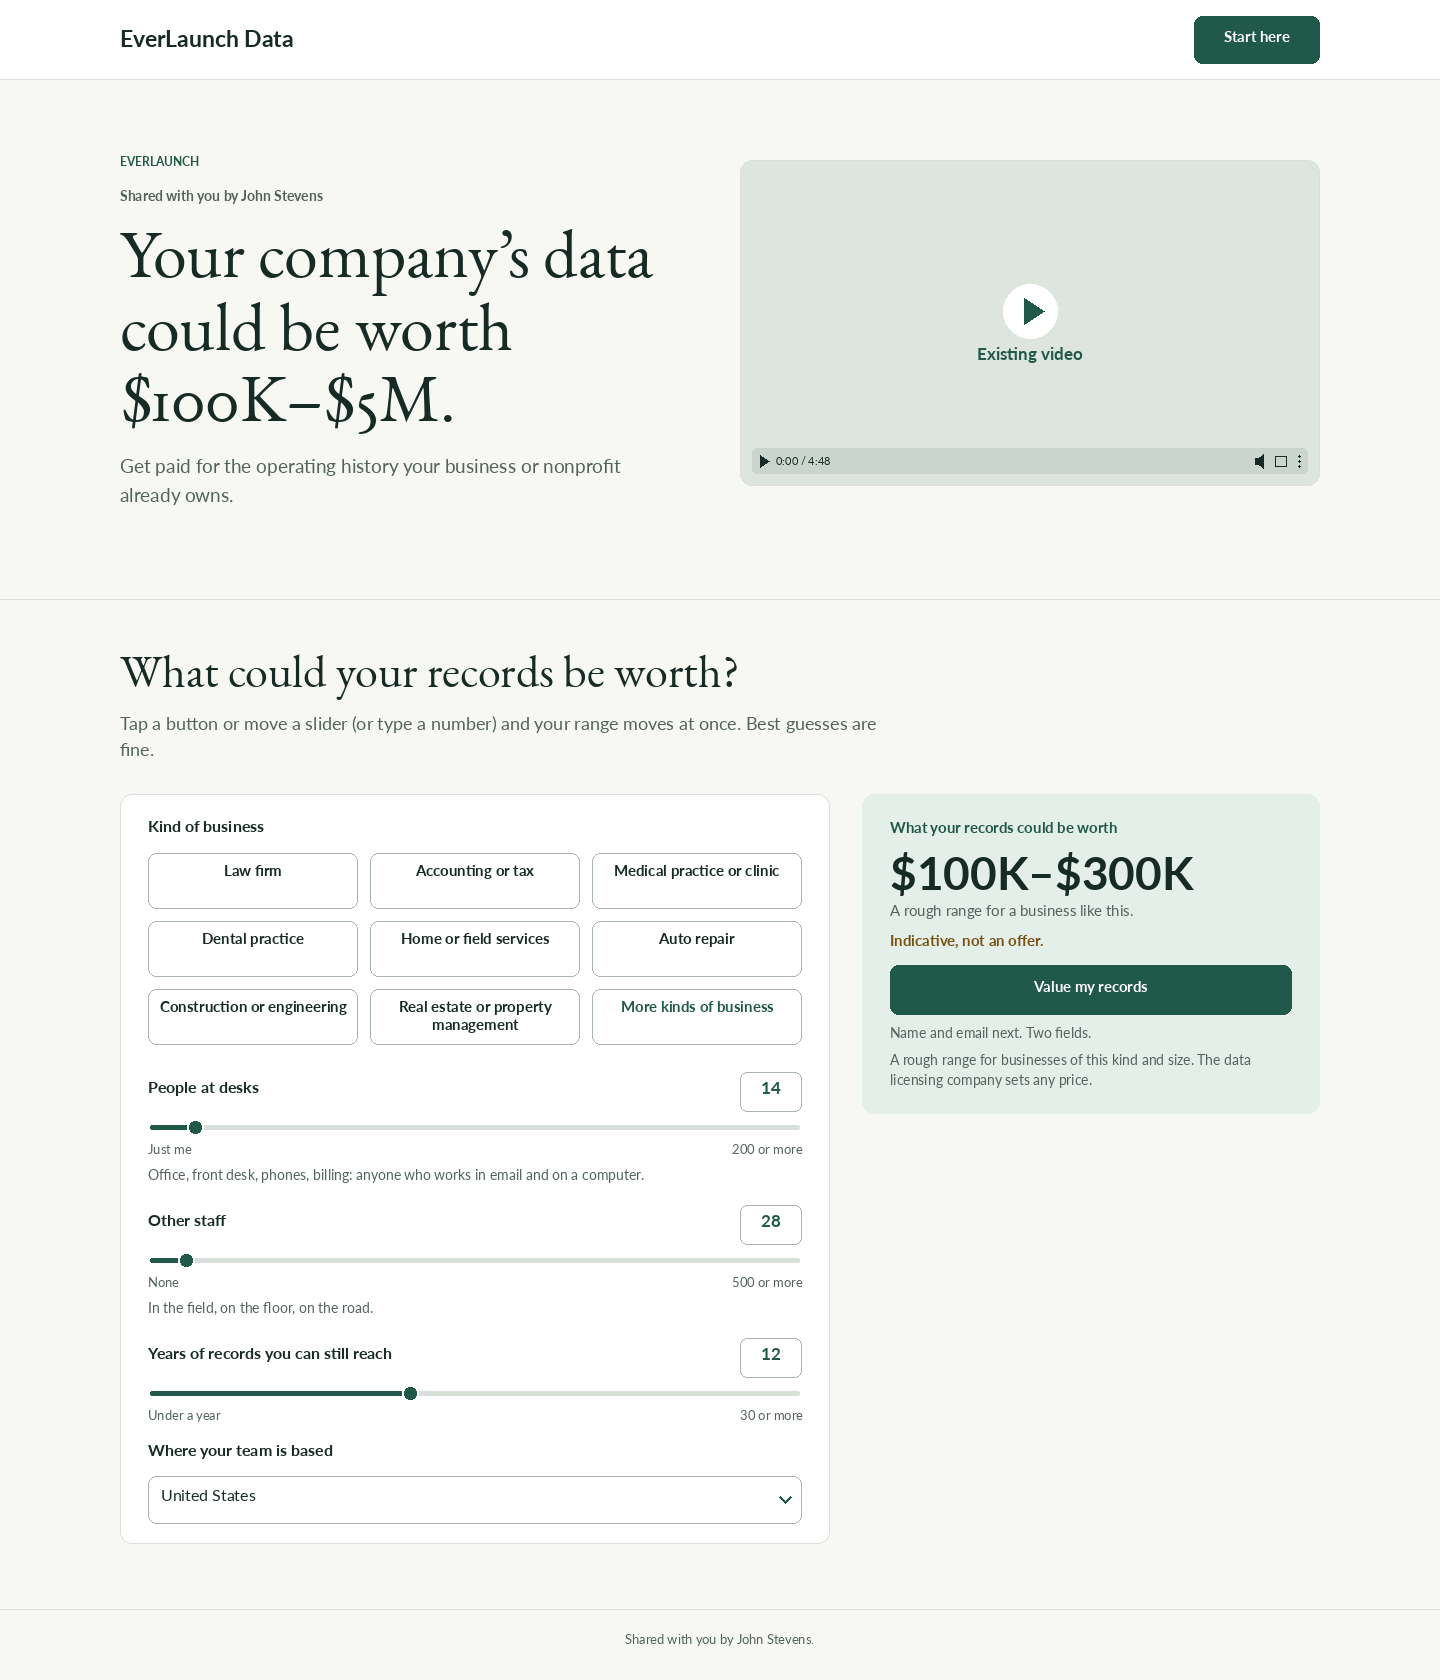 EverLaunch Data
Start here
EVERLAUNCH
Shared with you by John Stevens
Your company’s data
could be worth
$100K–$5M.
Get paid for the operating history your business or nonprofit
already owns.
Existing video
0:00 / 4:48
What could your records be worth?
Tap a button or move a slider (or type a number) and your range moves at once. Best guesses are
fine.
Kind of business
Law firm
Accounting or tax
Medical practice or clinic
Dental practice
Home or field services
Auto repair
Construction or engineering
Real estate or property
management
More kinds of business
People at desks
14
Just me
200 or more
Office, front desk, phones, billing: anyone who works in email and on a computer.
Other staff
28
None
500 or more
In the field, on the floor, on the road.
Years of records you can still reach
12
Under a year
30 or more
Where your team is based
United States
What your records could be worth
$100K–$300K
A rough range for a business like this.
Indicative, not an offer.
Value my records
Name and email next. Two fields.
A rough range for businesses of this kind and size. The data
licensing company sets any price.
Shared with you by John Stevens.